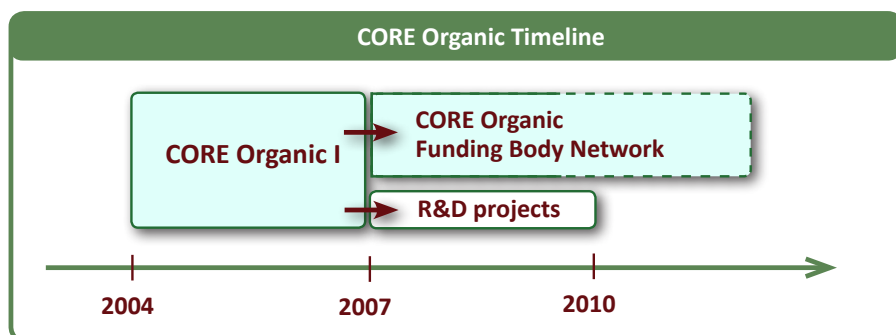 CORE Organic Timeline
CORE Organic I
CORE Organic
Funding Body Network
R&D projects
2004
2007
2010